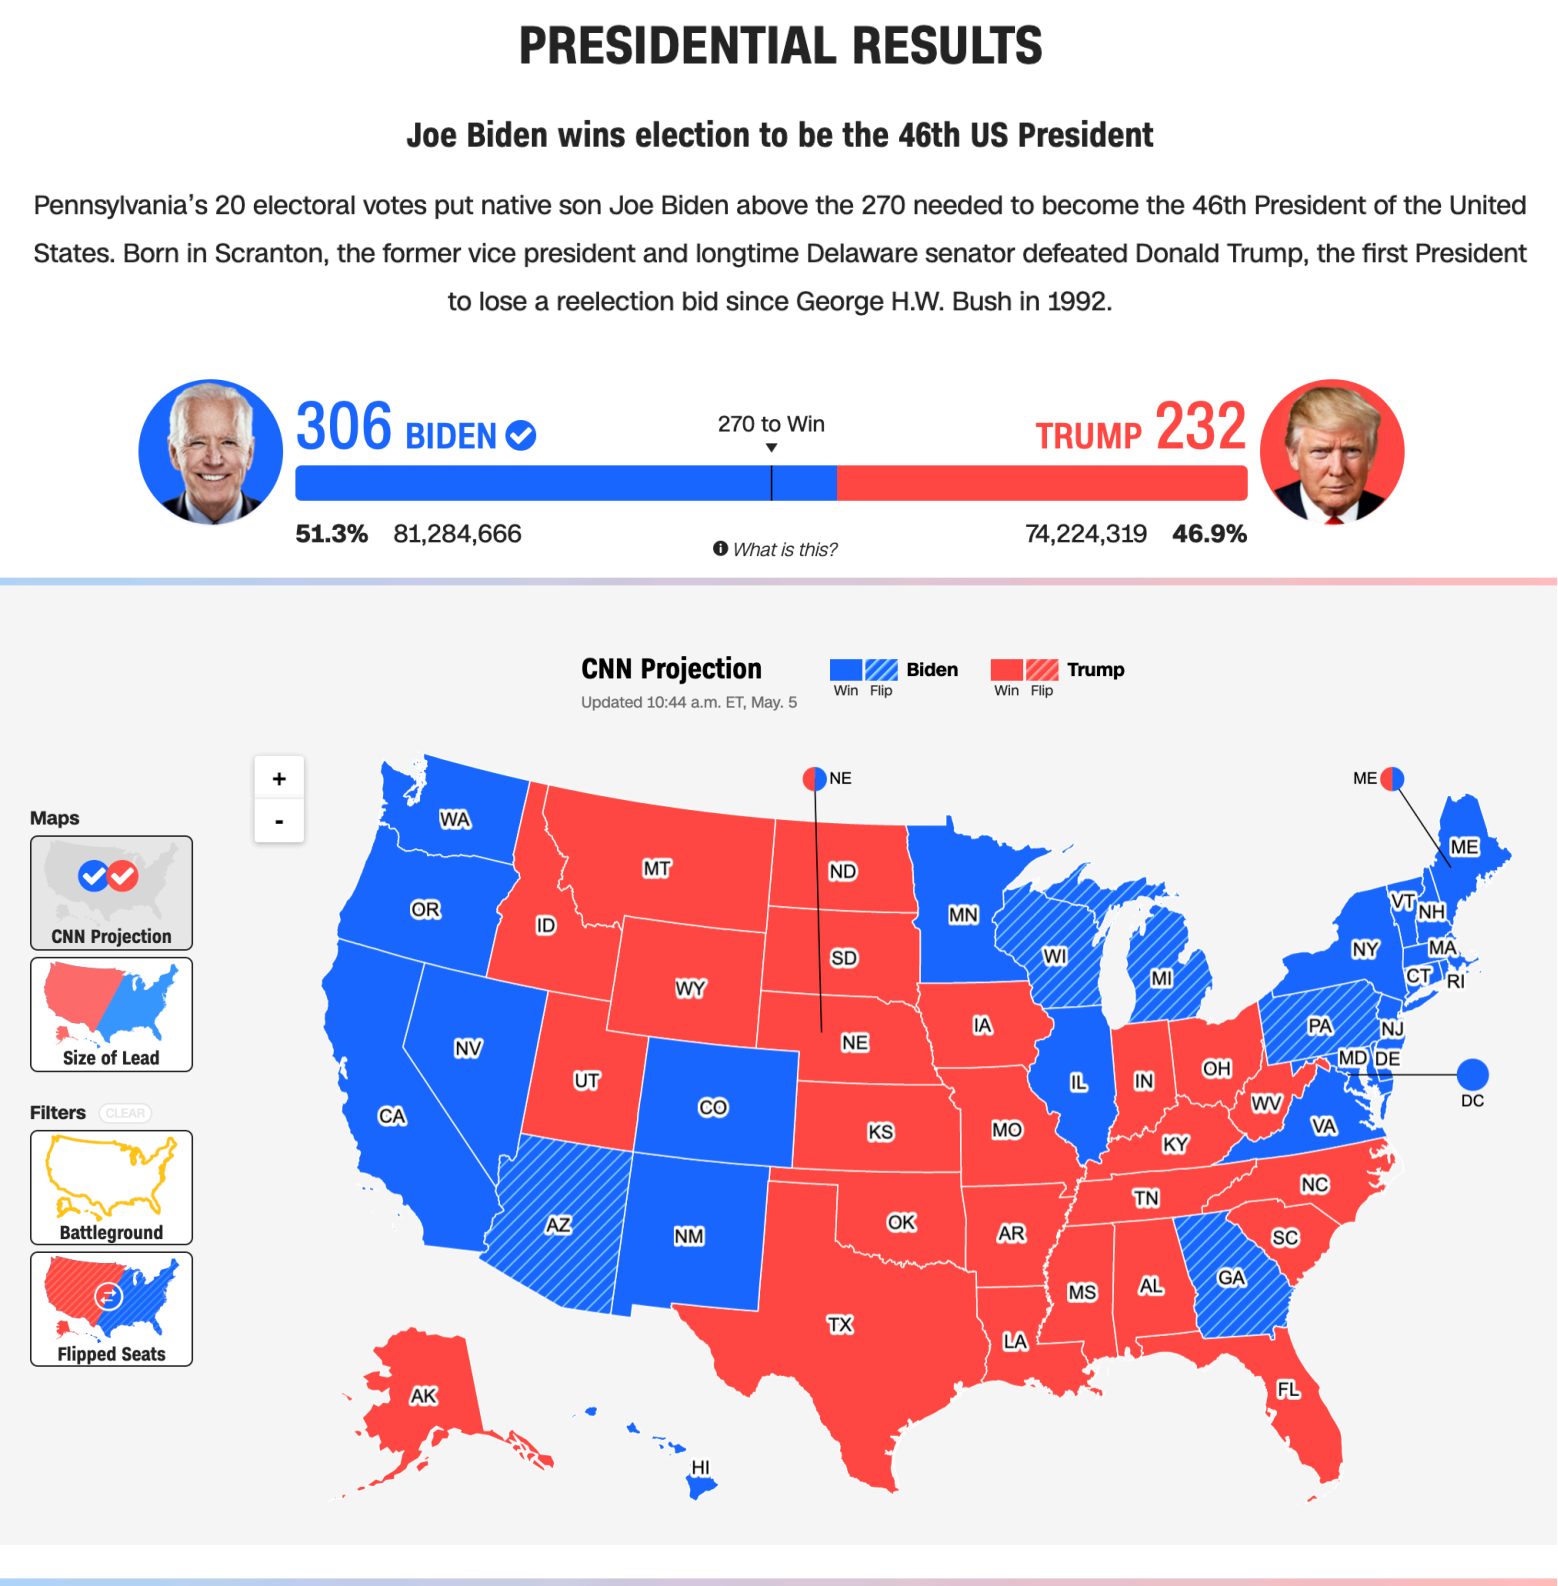 PRESIDENTIAL RESULTS
Joe Biden wins election to be the 46th US President
Pennsylvania's 20 electoral votes put native son Joe Biden above the 270 needed to become the 46th President of the United
States. Born in Scranton, the former vice president and longtime Delaware senator defeated Donald Trump, the first President
to lose a reelection bid since George H.W. Bush in 1992.
306 BIDEN
270 to Win
TRUMP 232
51.3% 81,284,666
What is this?
74,224,319 46.9%
CNN Projection
Updated 10:44 a.m. ET, May. 5
Win Flip Biden
Win Flip Trump
+
-
Maps
CNN Projection
Size of Lead
Filters CLEAR
Battleground
Flipped Seats
NE
ME
WA
ME
MT
ND
VT
OR
NH
MN
ID
NY
MA
WI
SD
CT
MI
RI
WY
IA
PA
NJ
NE
NV
MD
DE
OH
UT
IN
IL
DC
WV
CO
CA
VA
MO
KS
KY
NC
TN
OK
AZ
AR
NM
SC
GA
AL
MS
TX
LA
FL
AK
HI